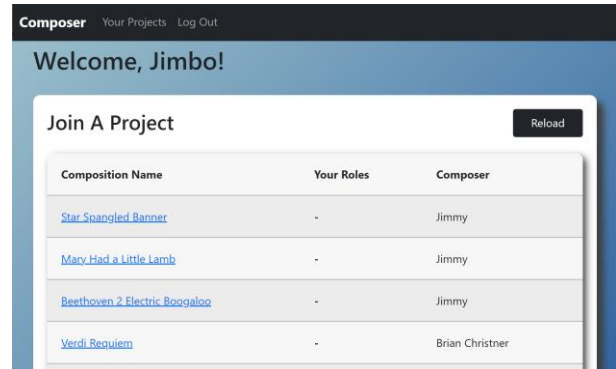 Composer Your Projects Log Out
Welcome, Jimbo!
Join A Project Reload
Composition Name Your Roles Composer
Star Spangled Banner - Jimmy
Mary Had a Little Lamb - Jimmy
Beethoven 2 Electric Boogaloo - Jimmy
Verdi Requiem - Brian Christner